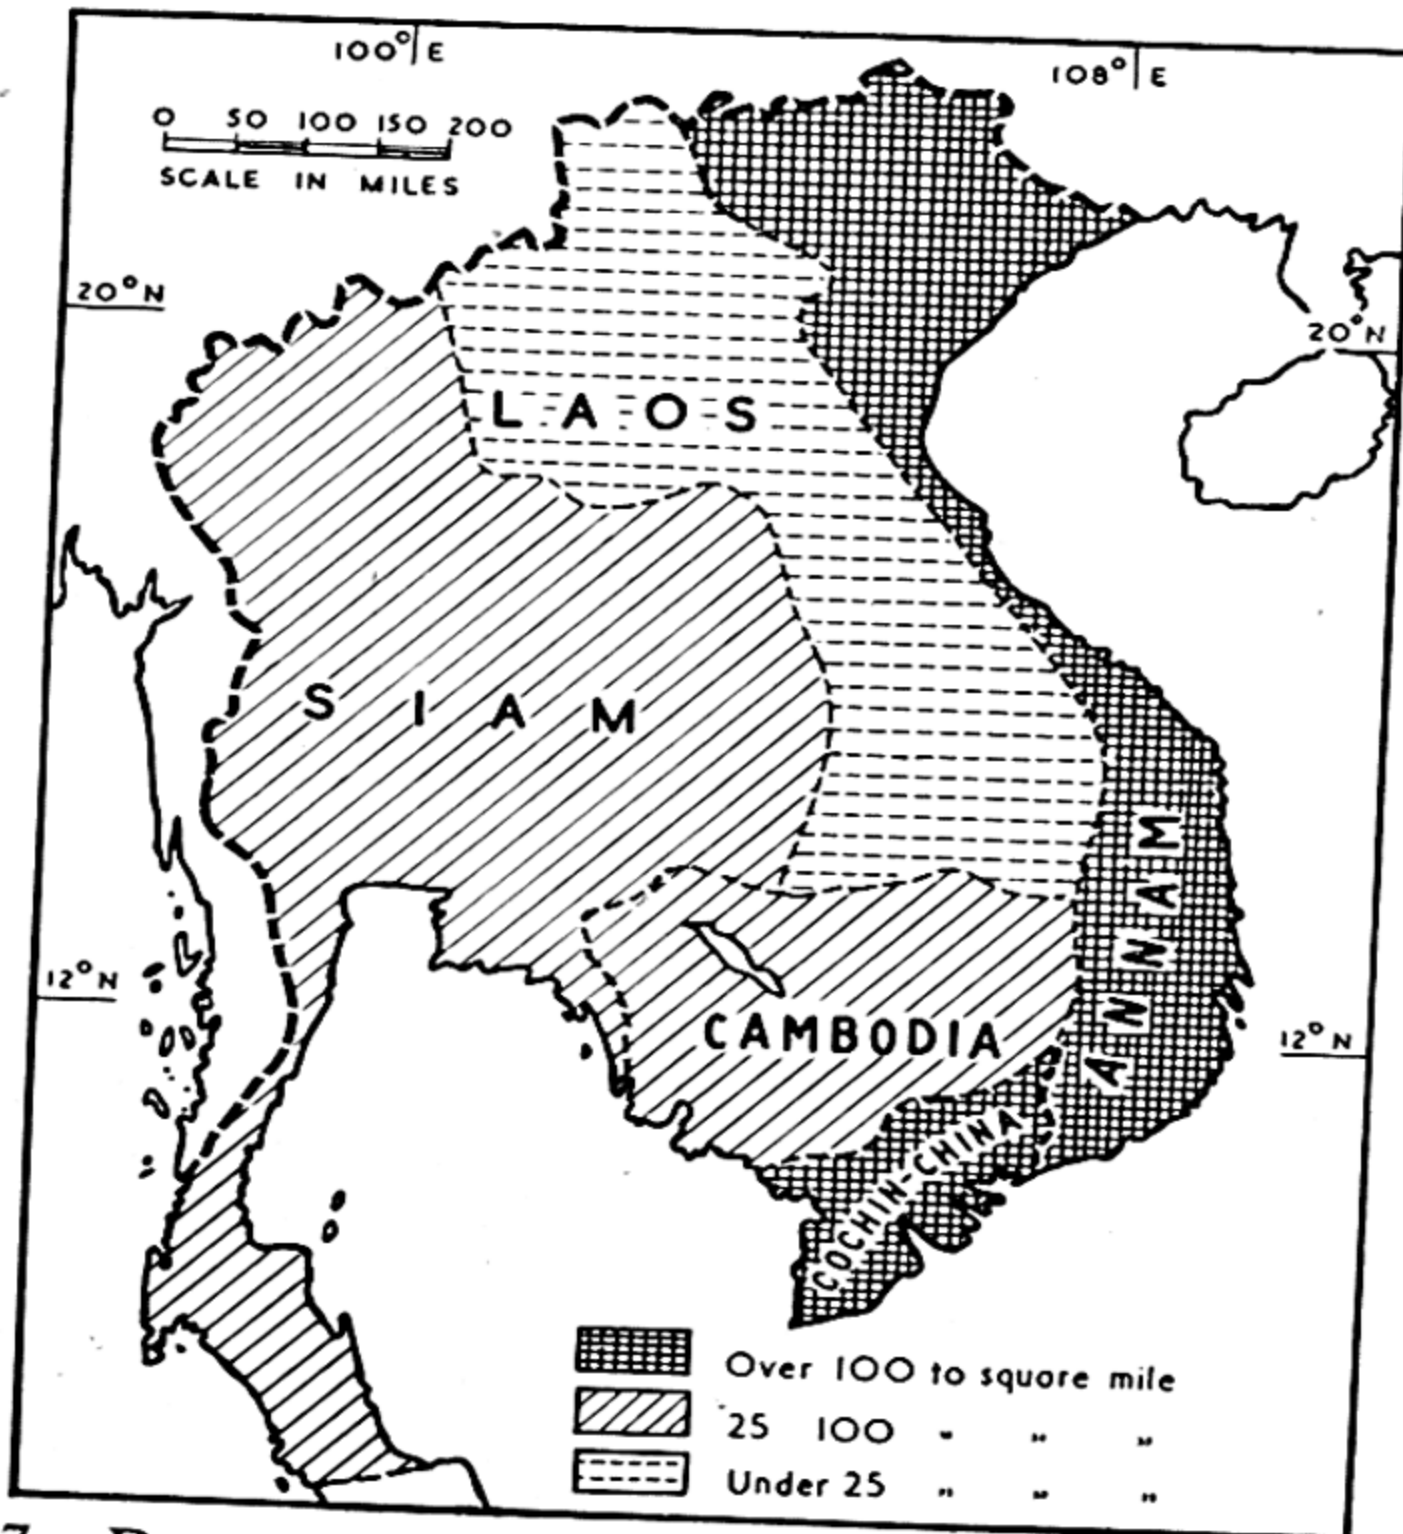 100° E
108° E
0 50 100 150 200
SCALE IN MILES
20° N
20° N
LAOS
SIAM
ANNAM
12° N
12° N
CAMBODIA
COCHIN-CHINA
Over 100 to square mile
25 100 " " "
Under 25 " " "